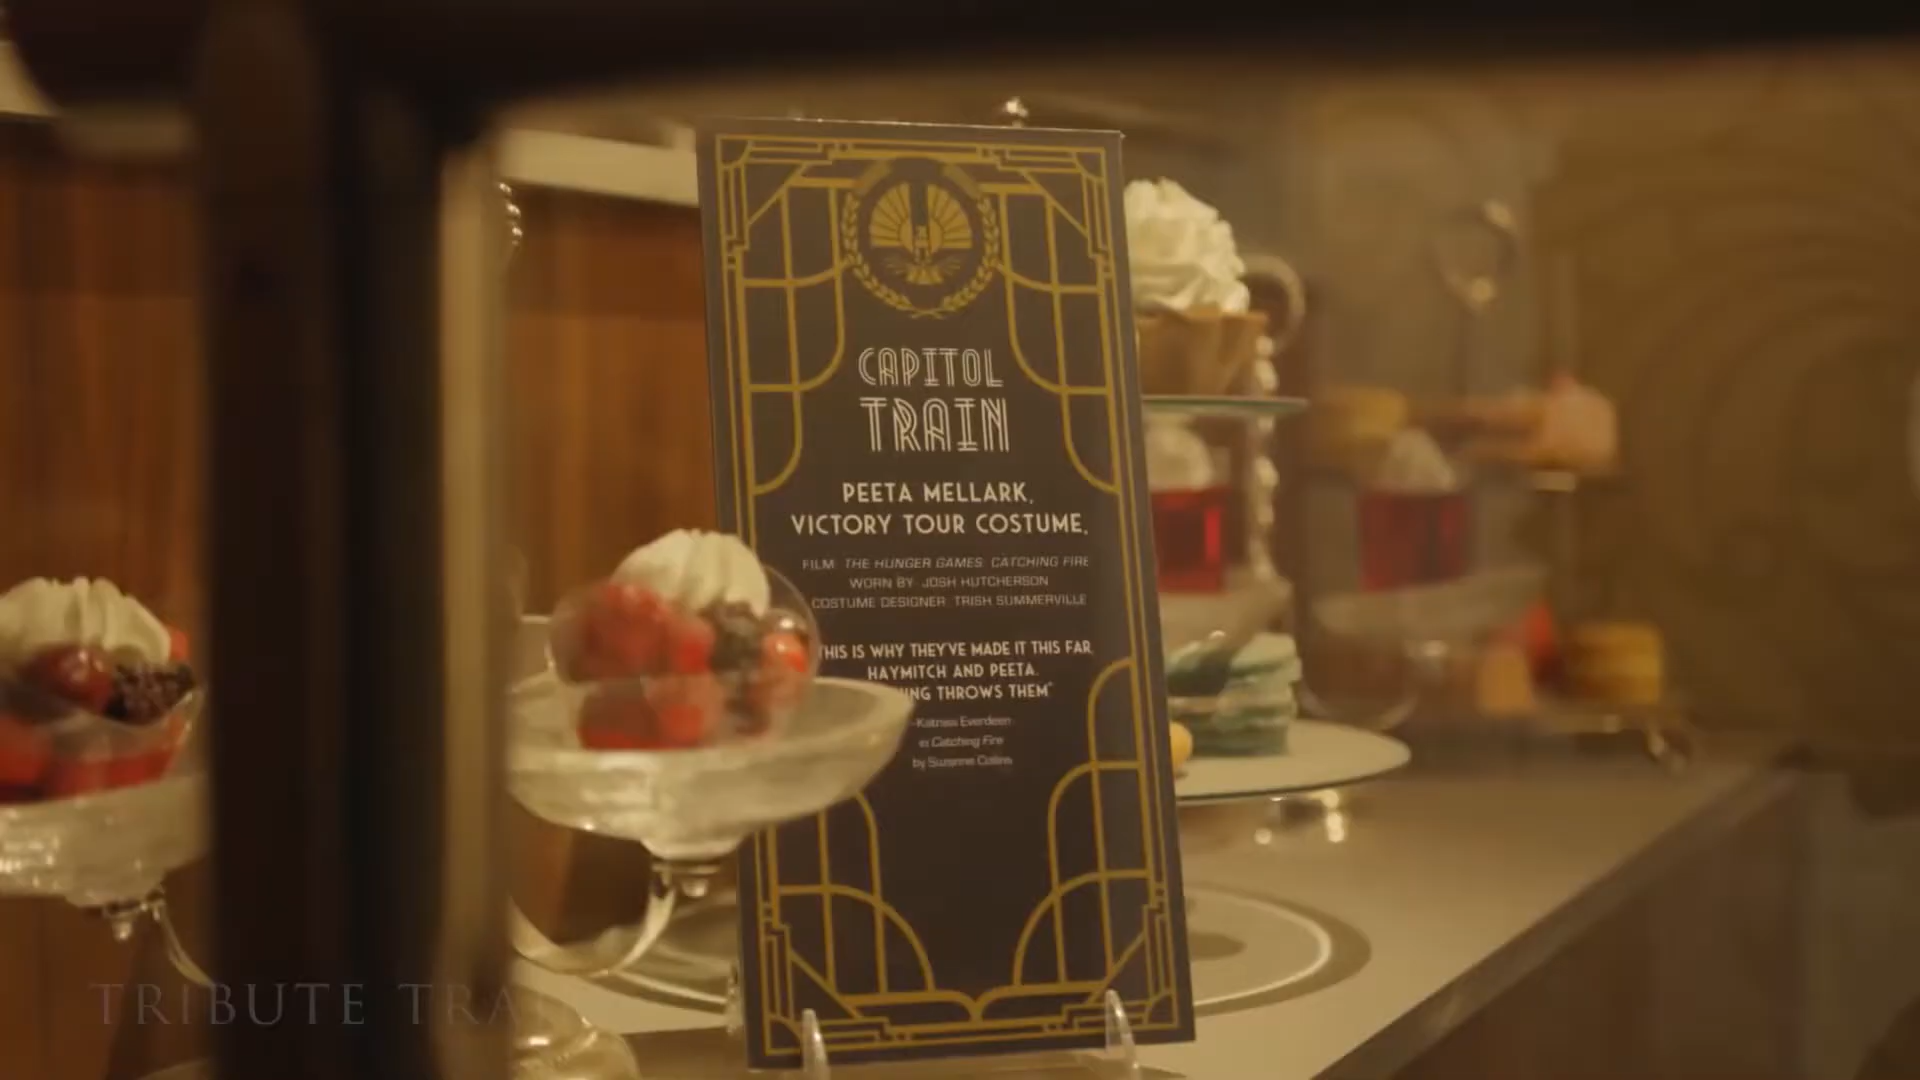 CAPITOL
TRAIN
PEETA MELLARK,
VICTORY TOUR COSTUME,
FILM: THE HUNGER GAMES: CATCHING FIRE
WORN BY: JOSH HUTCHERSON
COSTUME DESIGNER: TRISH SUMMERVILLE
THIS IS WHY THEY'VE MADE IT THIS FAR,
HAYMITCH AND PEETA.
THROWS THEM"
-Katniss Everdeen
in Catching Fire
by Suzanne Collins
TRIBUTE